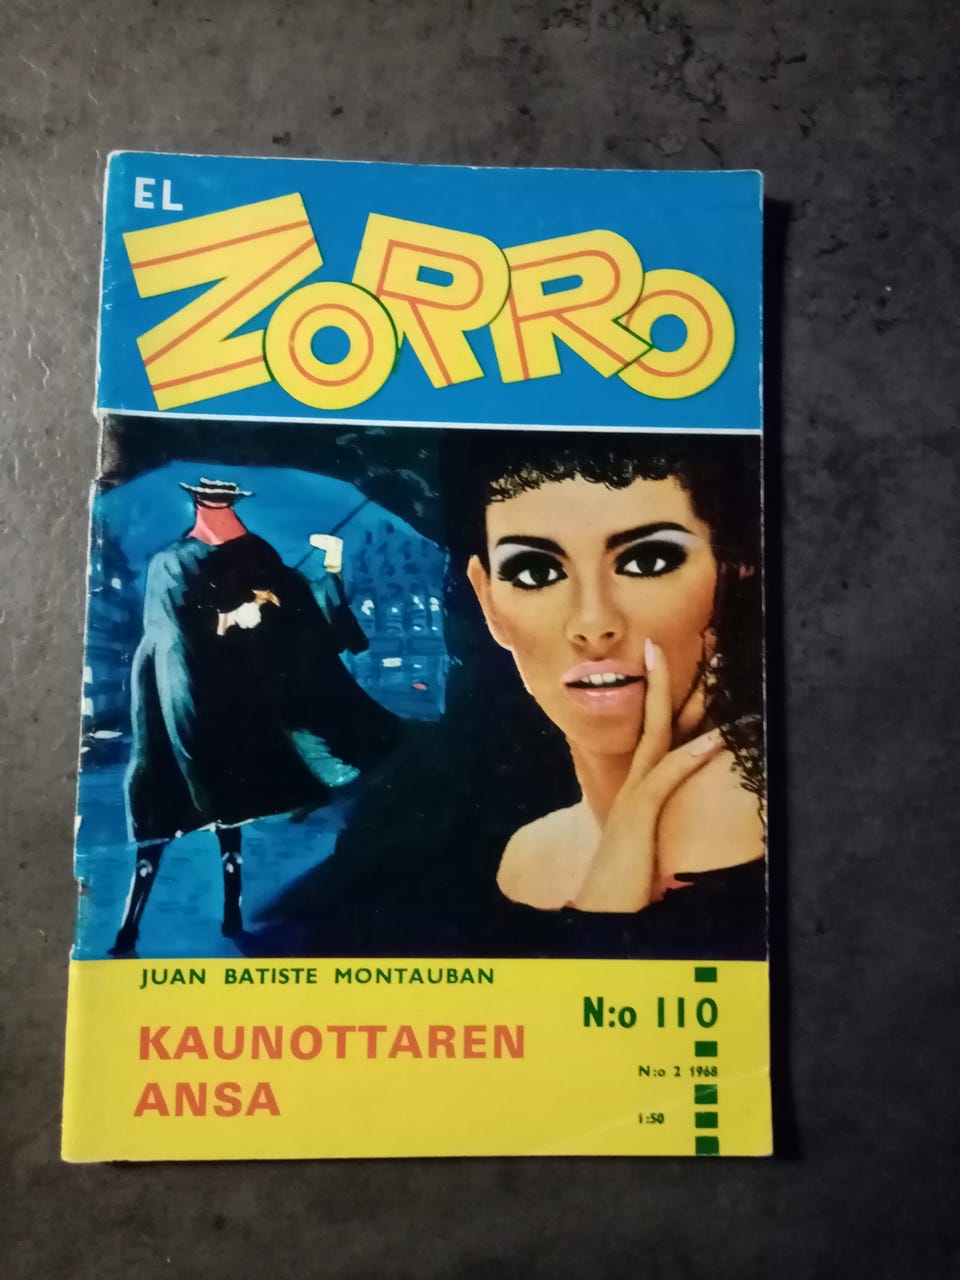 EL
ZORRO
JUAN BATISTE MONTAUBAN
KAUNOTTAREN
ANSA
N:o 110
N:o 2 1968
1:50